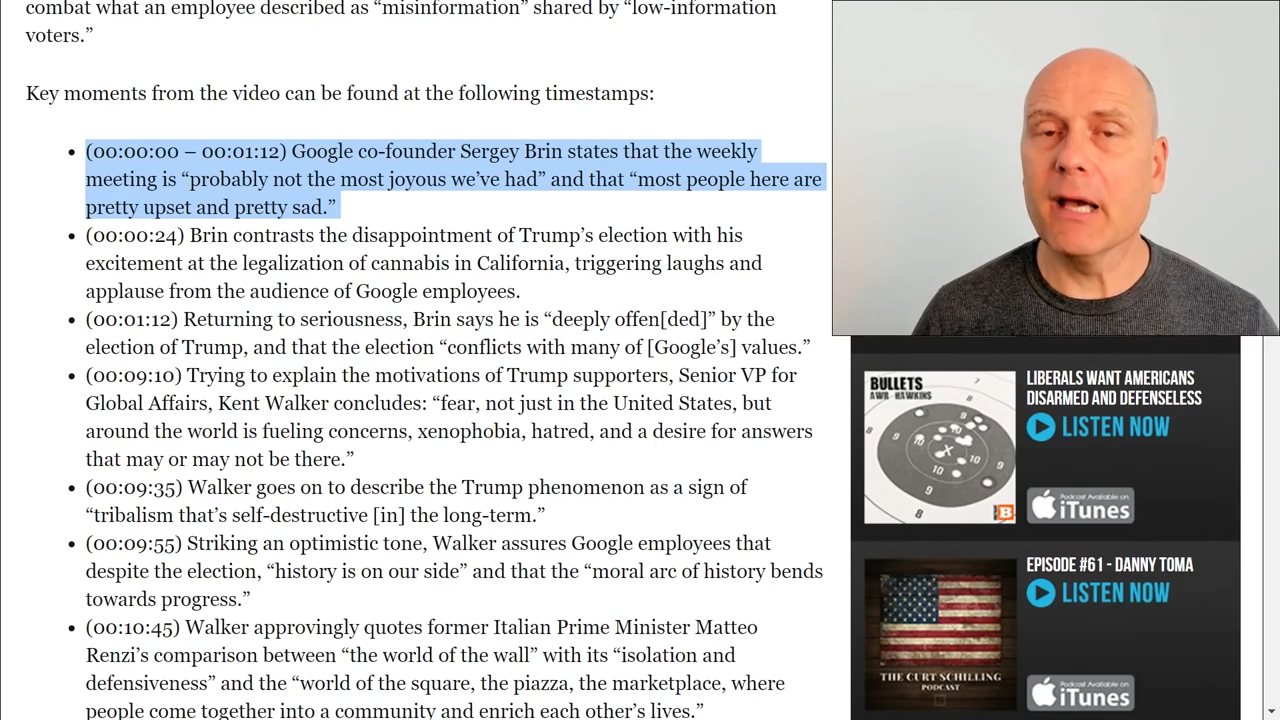 combat what an employee described as “misinformation” shared by “low-information
voters.”
Key moments from the video can be found at the following timestamps:
• (00:00:00 – 00:01:12) Google co-founder Sergey Brin states that the weekly
meeting is “probably not the most joyous we’ve had” and that “most people here are
pretty upset and pretty sad.”
• (00:00:24) Brin contrasts the disappointment of Trump’s election with his
excitement at the legalization of cannabis in California, triggering laughs and
applause from the audience of Google employees.
• (00:01:12) Returning to seriousness, Brin says he is “deeply offen[ded]” by the
election of Trump, and that the election “conflicts with many of [Google’s] values.”
• (00:09:10) Trying to explain the motivations of Trump supporters, Senior VP for
Global Affairs, Kent Walker concludes: “fear, not just in the United States, but
around the world is fueling concerns, xenophobia, hatred, and a desire for answers
that may or may not be there.”
• (00:09:35) Walker goes on to describe the Trump phenomenon as a sign of
“tribalism that’s self-destructive [in] the long-term.”
• (00:09:55) Striking an optimistic tone, Walker assures Google employees that
despite the election, “history is on our side” and that the “moral arc of history bends
towards progress.”
• (00:10:45) Walker approvingly quotes former Italian Prime Minister Matteo
Renzi’s comparison between “the world of the wall” with its “isolation and
defensiveness” and the “world of the square, the piazza, the marketplace, where
people come together into a community and enrich each other’s lives.”
BULLETS
AWR HAWKINS
7
8
9
10
X
10
9
8
9
10
9
8
B
LIBERALS WANT AMERICANS
DISARMED AND DEFENSELESS
LISTEN NOW
Podcast Available on
iTunes
THE CURT SCHILLING
PODCAST
EPISODE #61 - DANNY TOMA
LISTEN NOW
Podcast Available on
iTunes